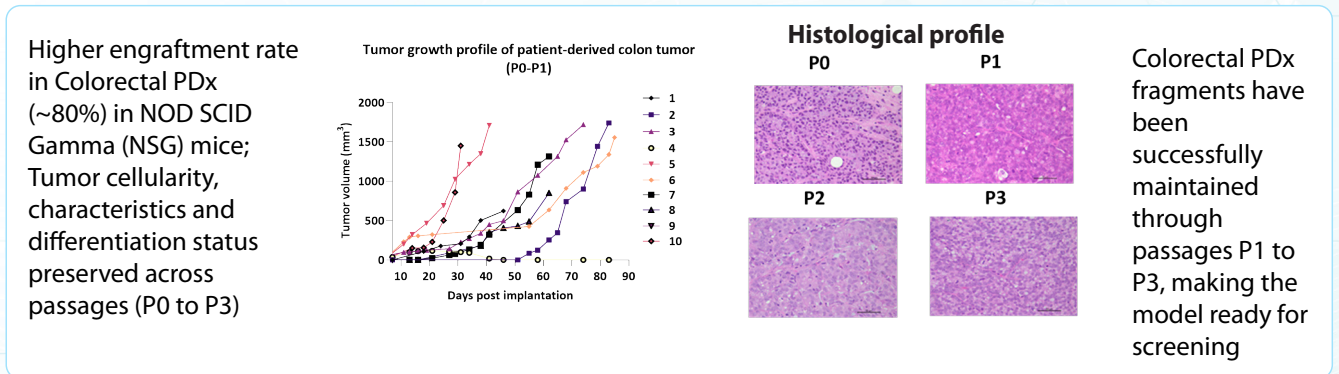 Higher engraftment rate
in Colorectal PDx
(~80%) in NOD SCID
Gamma (NSG) mice;
Tumor cellularity,
characteristics and
differentiation status
preserved across
passages (P0 to P3)
Tumor growth profile of patient-derived colon tumor
(P0-P1)
Tumor volume (mm³)
2000
1500
1000
500
0
10 20 30 40 50 60 70 80 90
Days post implantation
1
2
3
4
5
6
7
8
9
10
Histological profile
P0 P1
P2 P3
Colorectal PDx
fragments have
been
successfully
maintained
through
passages P1 to
P3, making the
model ready for
screening